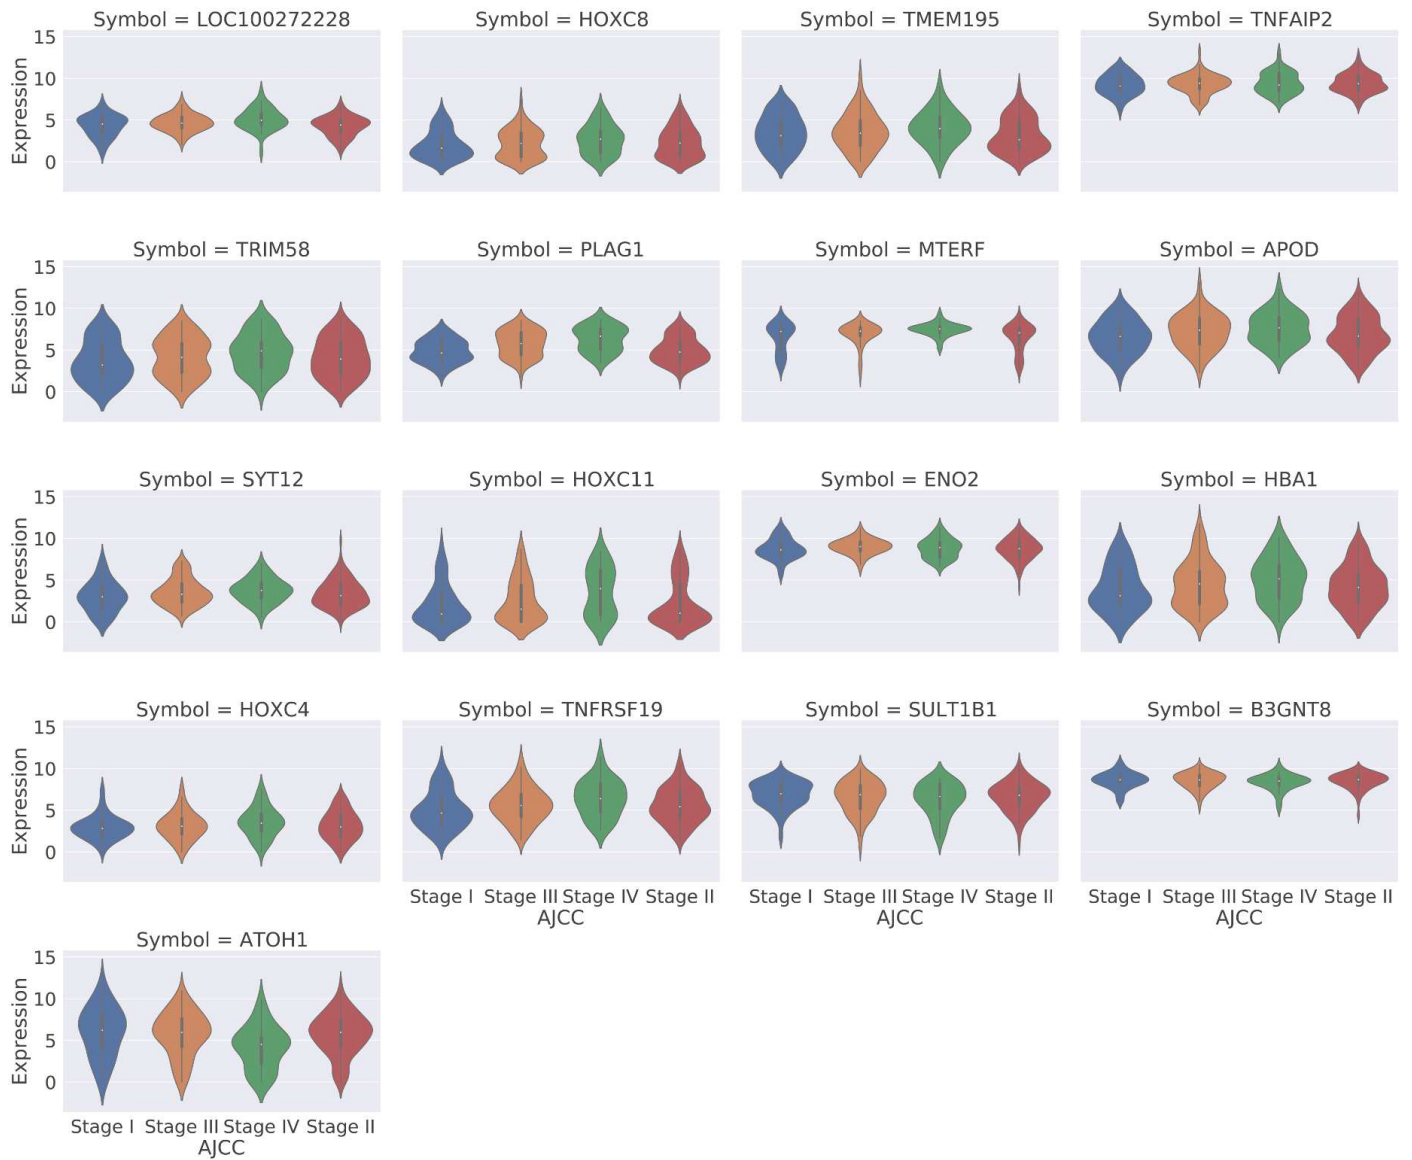 Symbol = LOC100272228
Symbol = HOXC8
Symbol = TMEM195
Symbol = TNFAIP2
15
10
5
0
Expression
Symbol = TRIM58
Symbol = PLAG1
Symbol = MTERF
Symbol = APOD
15
10
5
0
Expression
Symbol = SYT12
Symbol = HOXC11
Symbol = ENO2
Symbol = HBA1
15
10
5
0
Expression
Symbol = HOXC4
Symbol = TNFRSF19
Symbol = SULT1B1
Symbol = B3GNT8
15
10
5
0
Expression
Stage I Stage III Stage IV Stage II
AJCC
Stage I Stage III Stage IV Stage II
AJCC
Stage I Stage III Stage IV Stage II
AJCC
Symbol = ATOH1
15
10
5
0
Expression
Stage I Stage III Stage IV Stage II
AJCC